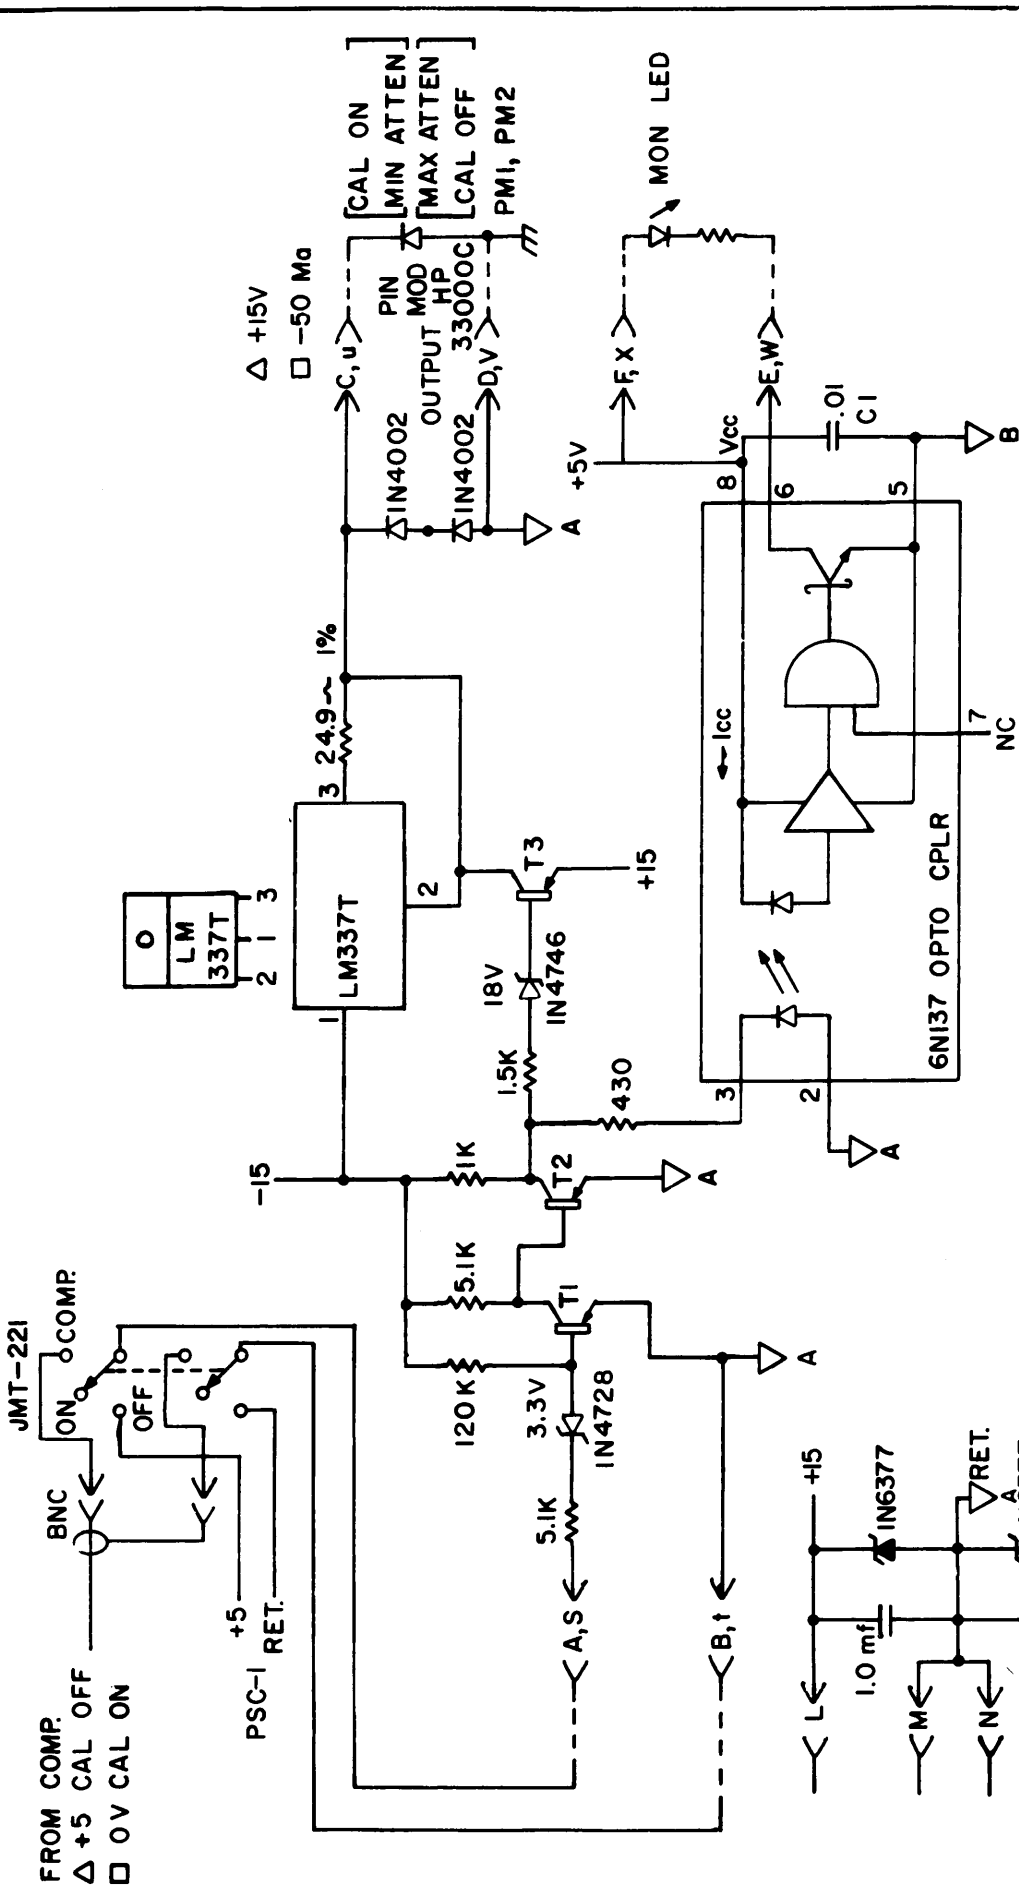 FROM COMP.
△ +5 CAL OFF
□ 0V CAL ON
BNC
JMT-221
ON
COMP.
OFF
+5
PSC-1
RET.
A,S
5.1K
3.3V
1N4728
120K
5.1K
T1
A
B,t
-15
1K
T2
A
1.5K
18V
1N4746
430
T3
+15
LM
337T
2 1 3
LM337T
1
2
3
24.9~ 1%
1N4002
1N4002
A
C,u
D,V
△ +15V
□ -50 Ma
OUTPUT
PIN
MOD
HP
33000C
CAL ON
MIN ATTEN
MAX ATTEN
CAL OFF
PM1, PM2
+5V
F,X
MON LED
E,W
8 Vcc
6
5
.01
C1
B
←Icc
7
NC
3
2
A
6N137 OPTO CPLR
L
+15
1.0 mf
1N6377
M
N
RET.
A